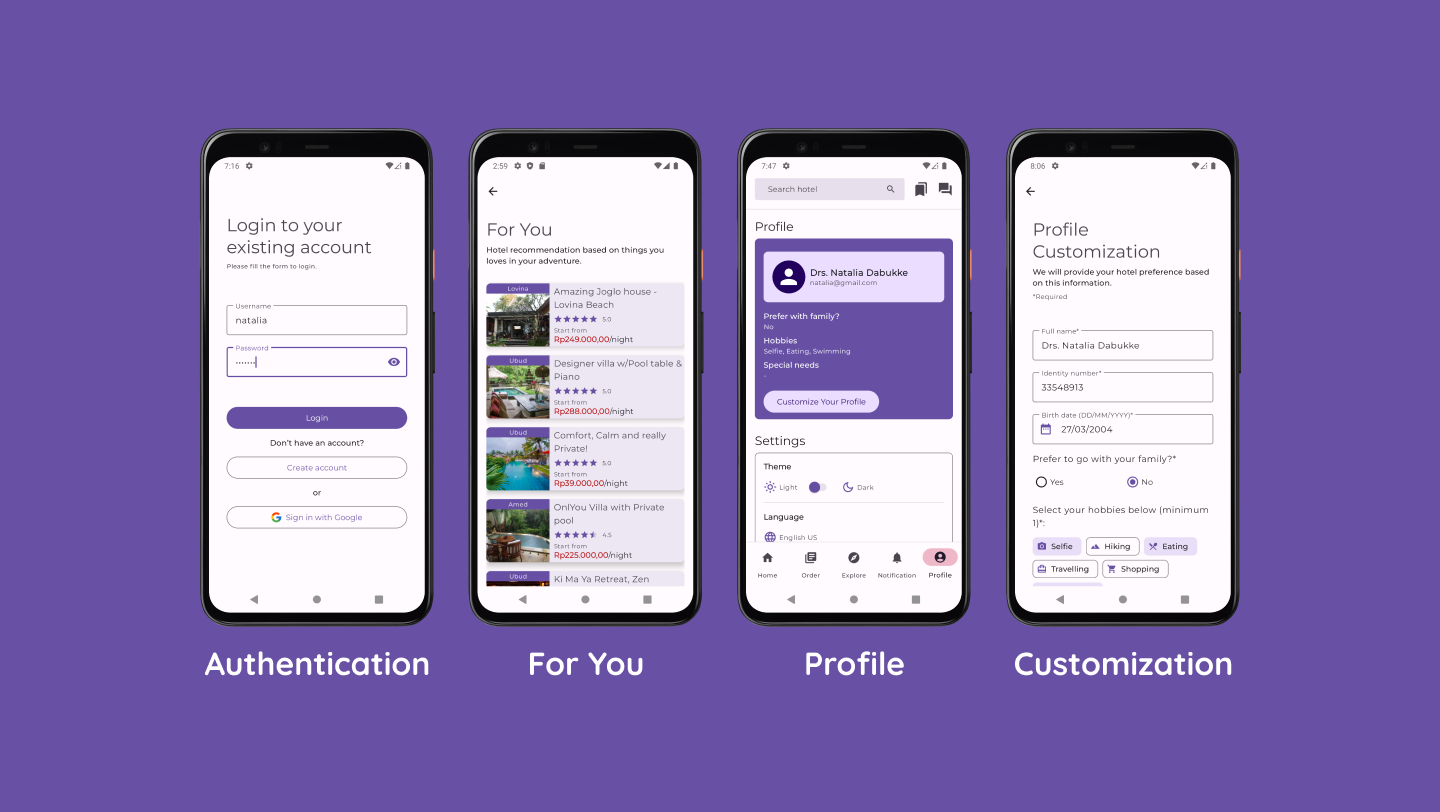 7:16
Login to your
existing account
Please fill the form to login.
Username
natalia
Password
.......
Login
Don't have an account?
Create account
or
Sign in with Google
Authentication
2:59
For You
Hotel recommendation based on things you
loves in your adventure.
Lovina
Amazing Joglo house -
Lovina Beach
5.0
Start from
Rp249.000,00/night
Ubud
Designer villa w/Pool table &
Piano
5.0
Start from
Rp288.000,00/night
Ubud
Comfort, Calm and really
Private!
5.0
Start from
Rp39.000,00/night
Amed
OnlYou Villa with Private
pool
4.5
Start from
Rp225.000,00/night
Ubud
Ki Ma Ya Retreat, Zen
For You
7:47
Search hotel
Profile
Drs. Natalia Dabukke
natalia@gmail.com
Prefer with family?
No
Hobbies
Selfie, Eating, Swimming
Special needs
-
Customize Your Profile
Settings
Theme
Light
Dark
Language
English US
Home
Order
Explore
Notification
Profile
Profile
8:06
Profile
Customization
We will provide your hotel preference based
on this information.
*Required
Full name*
Drs. Natalia Dabukke
Identity number*
33548913
Birth date (DD/MM/YYYY)*
27/03/2004
Prefer to go with your family?*
Yes
No
Select your hobbies below (minimum
1)*:
Selfie
Hiking
Eating
Travelling
Shopping
Customization